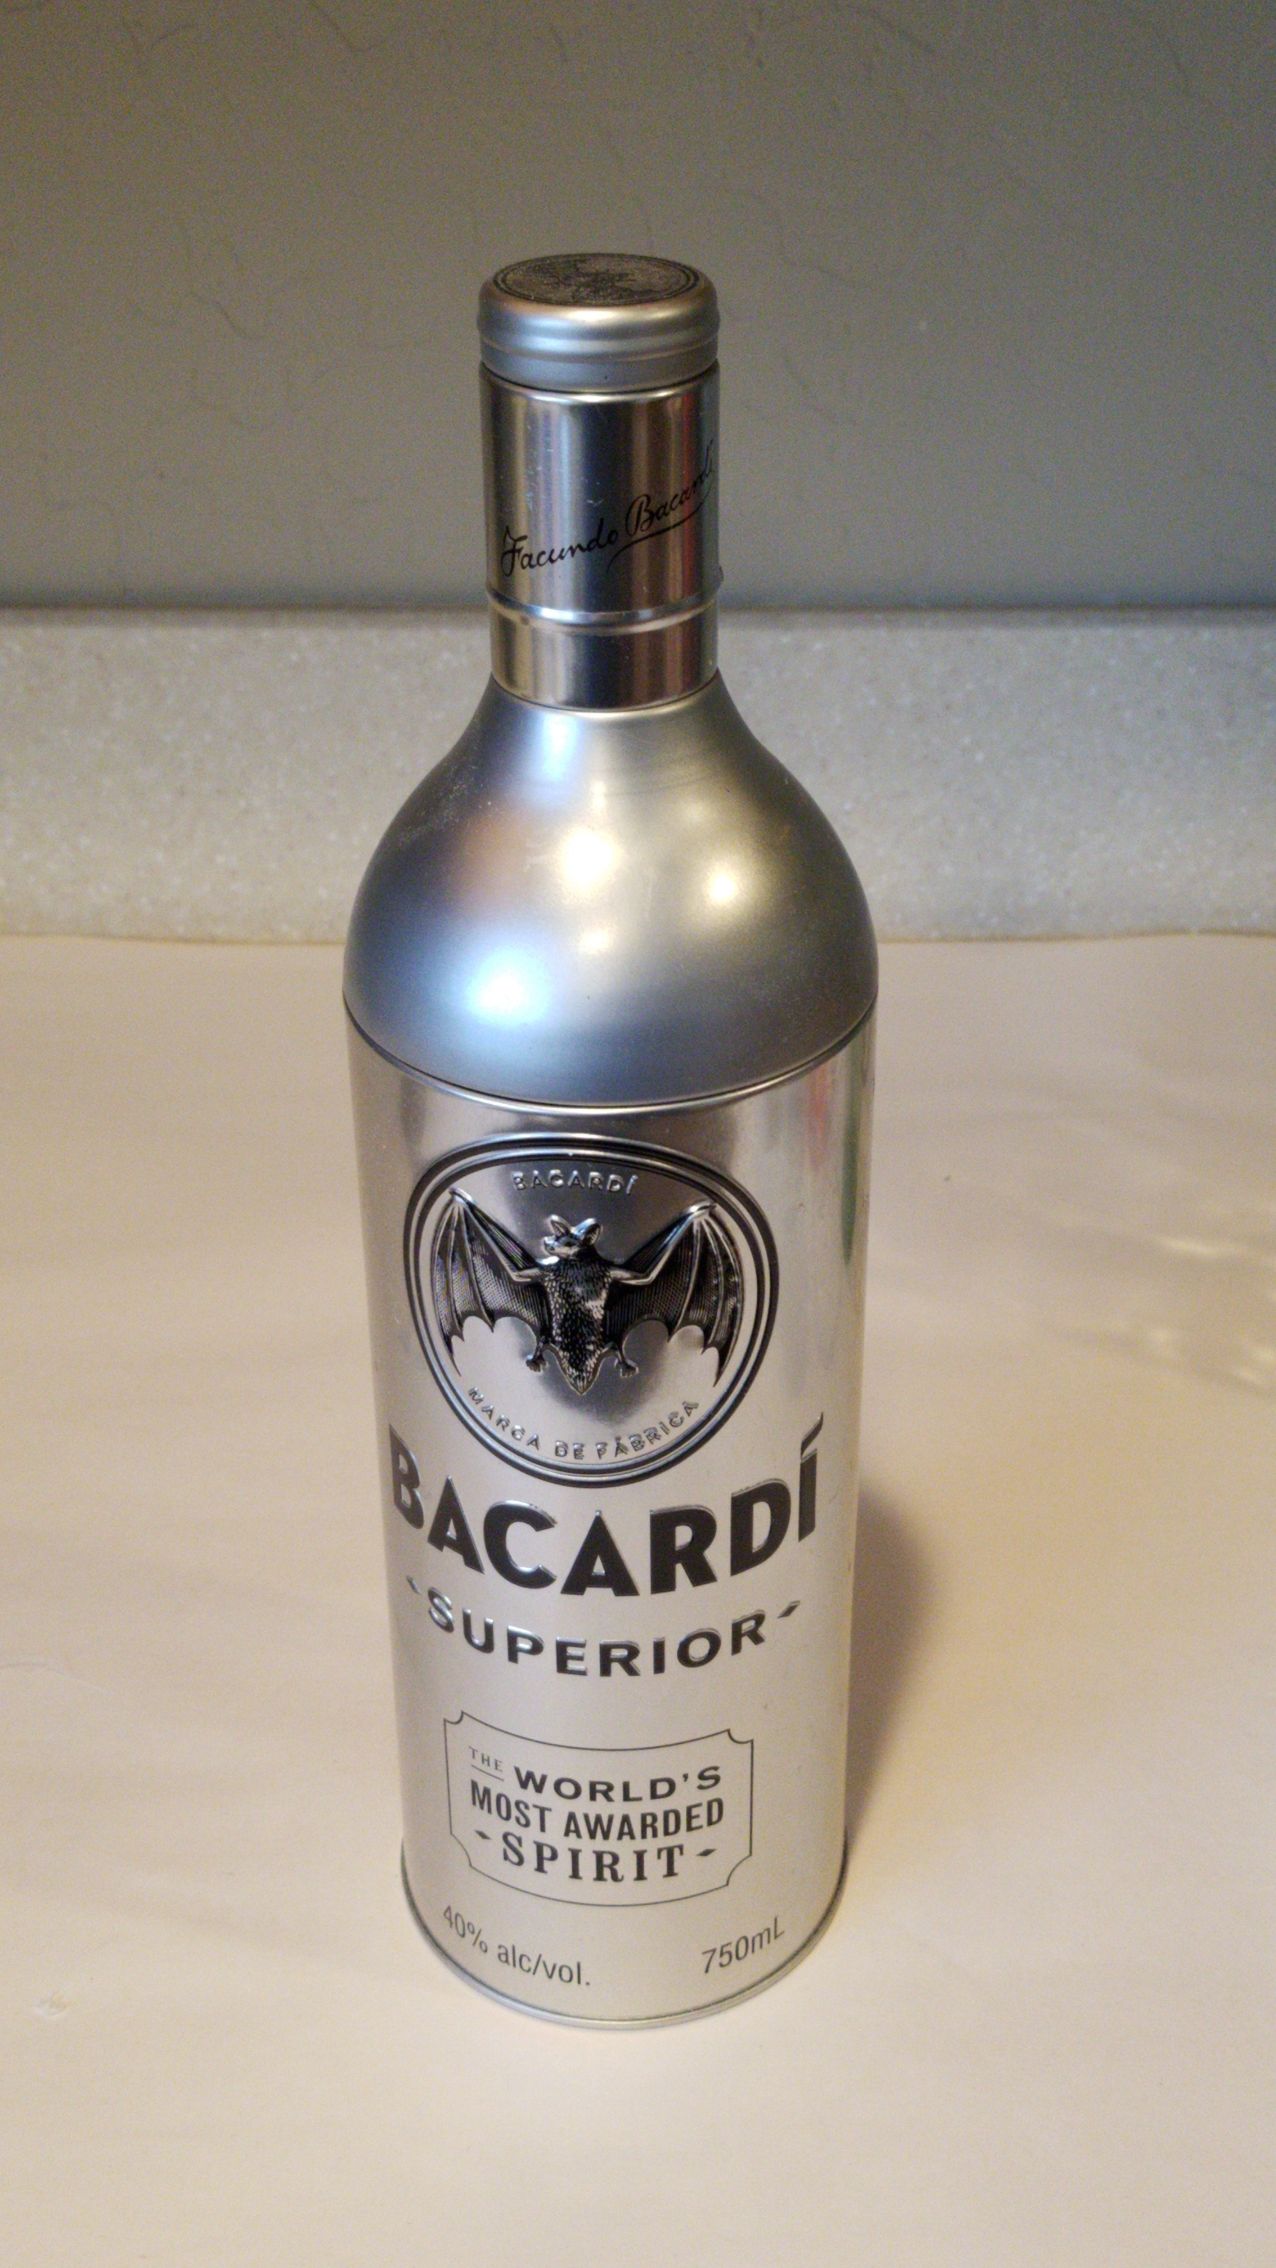 Facundo Bacardí
BACARDÍ
MARCA DE FÁBRICA
BACARDÍ
SUPERIOR
THE WORLD'S
MOST AWARDED
SPIRIT
40% alc/vol. 750mL